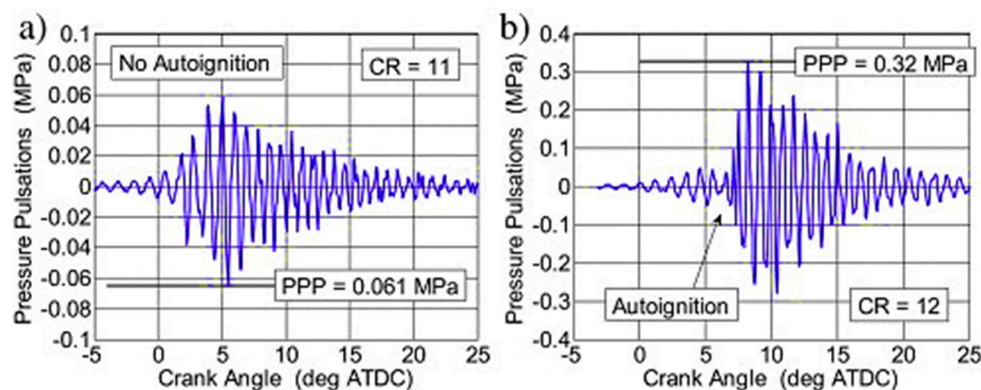 a)
No Autoignition
CR = 11
PPP = 0.061 MPa
Pressure Pulsations (MPa)
0.1
0.08
0.06
0.04
0.02
0
-0.02
-0.04
-0.06
-0.08
-0.1
-5 0 5 10 15 20 25
Crank Angle (deg ATDC)
b)
PPP = 0.32 MPa
Autoignition
CR = 12
Pressure Pulsations (MPa)
0.4
0.3
0.2
0.1
0
-0.1
-0.2
-0.3
-0.4
-5 0 5 10 15 20 25
Crank Angle (deg ATDC)